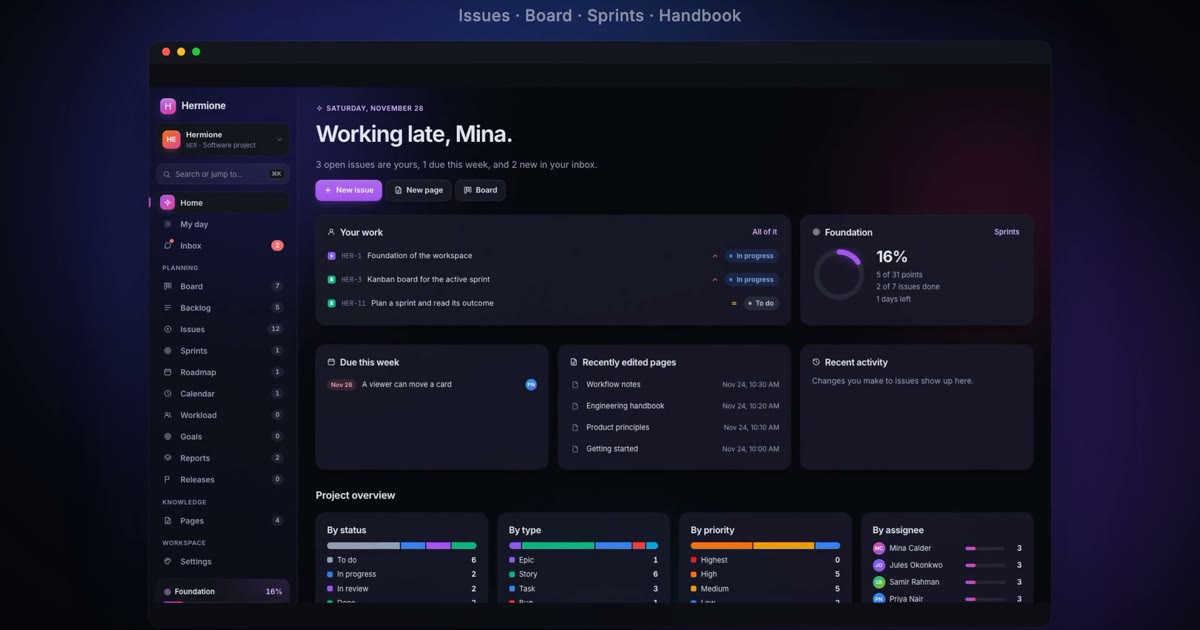 Issues · Board · Sprints · Handbook
Hermione
HE
Hermione
HER · Software project
Search or jump to...
⌘K
Home
My day
Inbox 2
PLANNING
Board 7
Backlog 5
Issues 12
Sprints 1
Roadmap 1
Calendar 1
Workload 0
Goals 0
Reports 2
Releases 0
KNOWLEDGE
Pages 4
WORKSPACE
Settings
Foundation 16%
SATURDAY, NOVEMBER 28
Working late, Mina.
3 open issues are yours, 1 due this week, and 2 new in your inbox.
+ New issue
New page
Board
Your work
All of it
HER-1 Foundation of the workspace In progress
HER-3 Kanban board for the active sprint In progress
HER-11 Plan a sprint and read its outcome To do
Foundation
Sprints
16%
5 of 31 points
2 of 7 issues done
1 days left
Due this week
Nov 26 A viewer can move a card PN
Recently edited pages
Workflow notes Nov 24, 10:30 AM
Engineering handbook Nov 24, 10:20 AM
Product principles Nov 24, 10:10 AM
Getting started Nov 24, 10:00 AM
Recent activity
Changes you make to issues show up here.
Project overview
By status
To do 6
In progress 2
In review 2
Done
By type
Epic 1
Story 6
Task 3
Bug 1
By priority
Highest 0
High 5
Medium 5
Low 2
By assignee
MC Mina Calder 3
JO Jules Okonkwo 3
SR Samir Rahman 3
PN Priya Nair 3